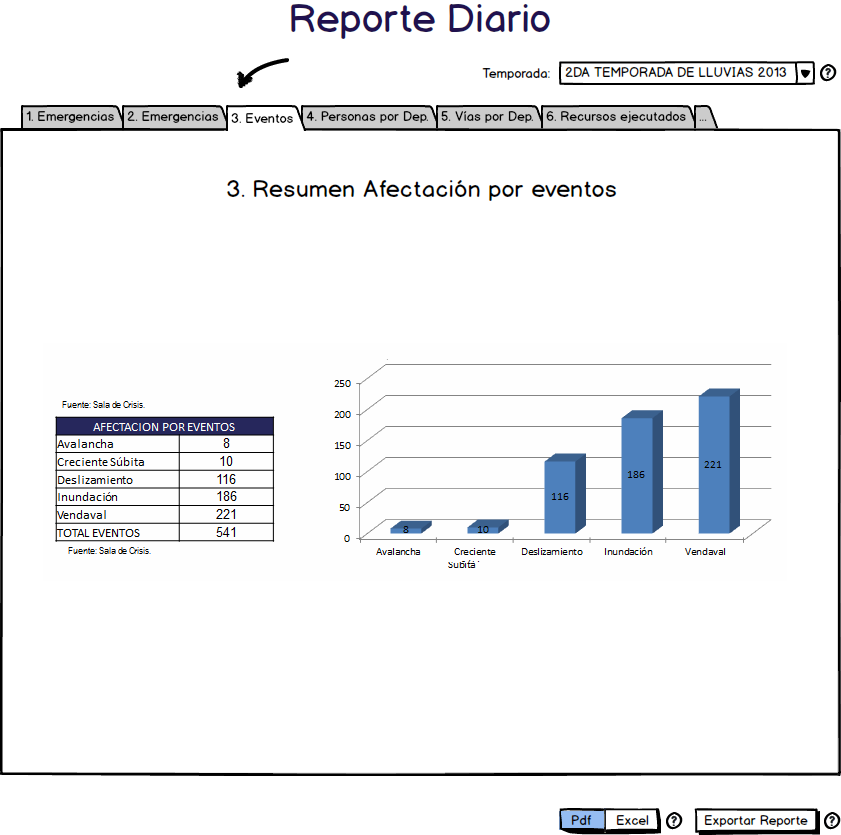 Reporte Diario
Temporada: 2DA TEMPORADA DE LLUVIAS 2013 ?
1. Emergencias 2. Emergencias 3. Eventos 4. Personas por Dep. 5. Vías por Dep. 6. Recursos ejecutados ...
3. Resumen Afectación por eventos
Fuente: Sala de Crisis.
AFECTACION POR EVENTOS
Avalancha 8
Creciente Súbita 10
Deslizamiento 116
Inundación 186
Vendaval 221
TOTAL EVENTOS 541
Fuente: Sala de Crisis.
250
200
150
100
50
0
8 10 116 186 221
Avalancha Creciente Deslizamiento Inundación Vendaval
Súbita
Pdf Excel ? Exportar Reporte ?